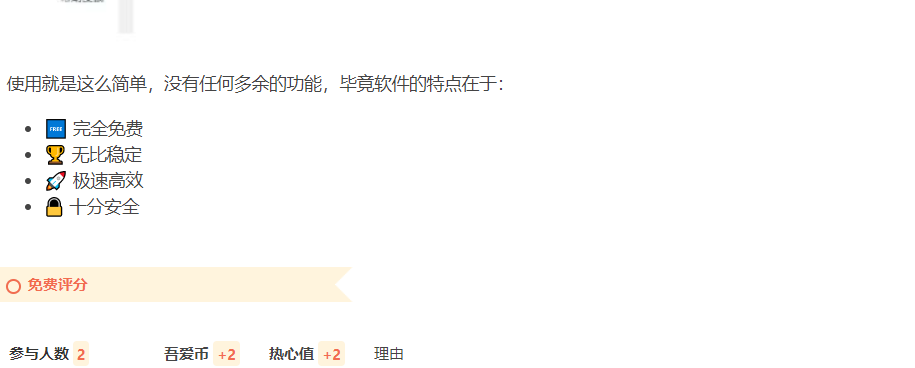 使用就是这么简单，没有任何多余的功能，毕竟软件的特点在于：
FREE 完全免费
无比稳定
极速高效
十分安全
免费评分
参与人数 2 吾爱币 +2 热心值 +2 理由